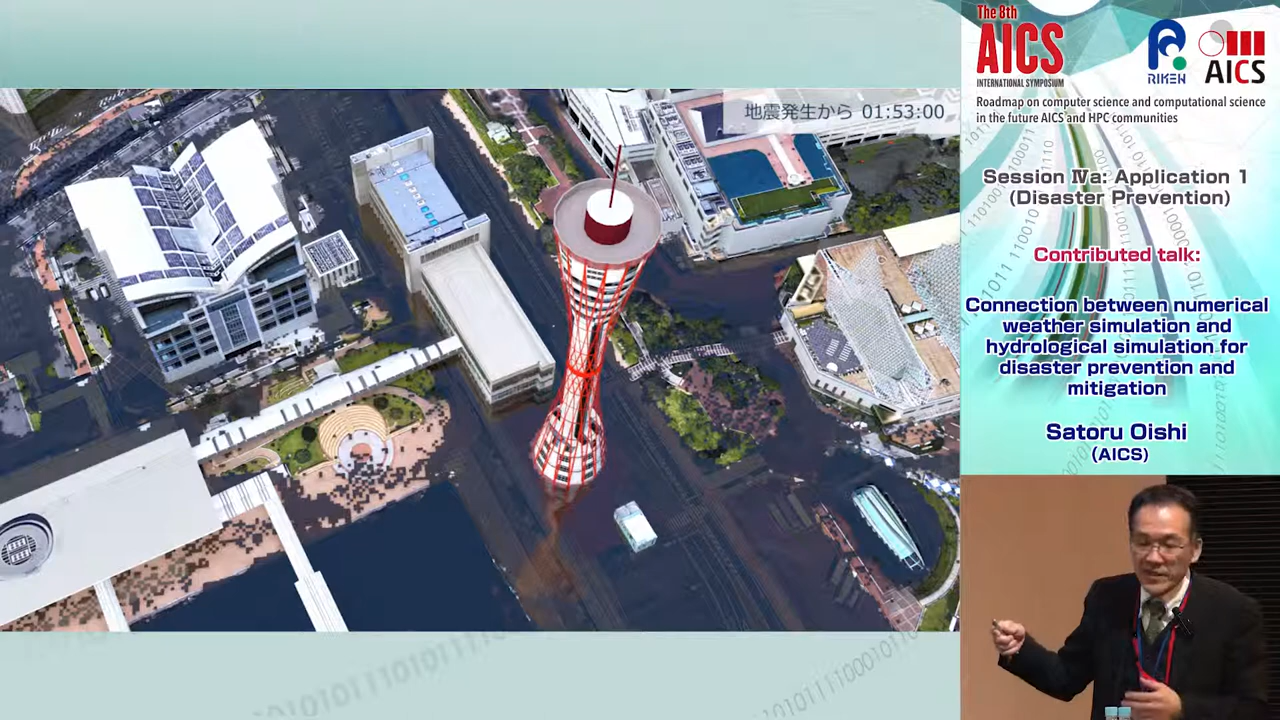 地震発生から 01:53:00
The 8th
AICS
INTERNATIONAL SYMPOSIUM
RIKEN
AICS
Roadmap on computer science and computational science
in the future AICS and HPC communities
Session Ⅳa: Application 1
(Disaster Prevention)
Contributed talk:
Connection between numerical
weather simulation and
hydrological simulation for
disaster prevention and
mitigation
Satoru Oishi
(AICS)